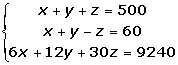 x + y + z = 500
x + y - z = 60
6x + 12y + 30z = 9240